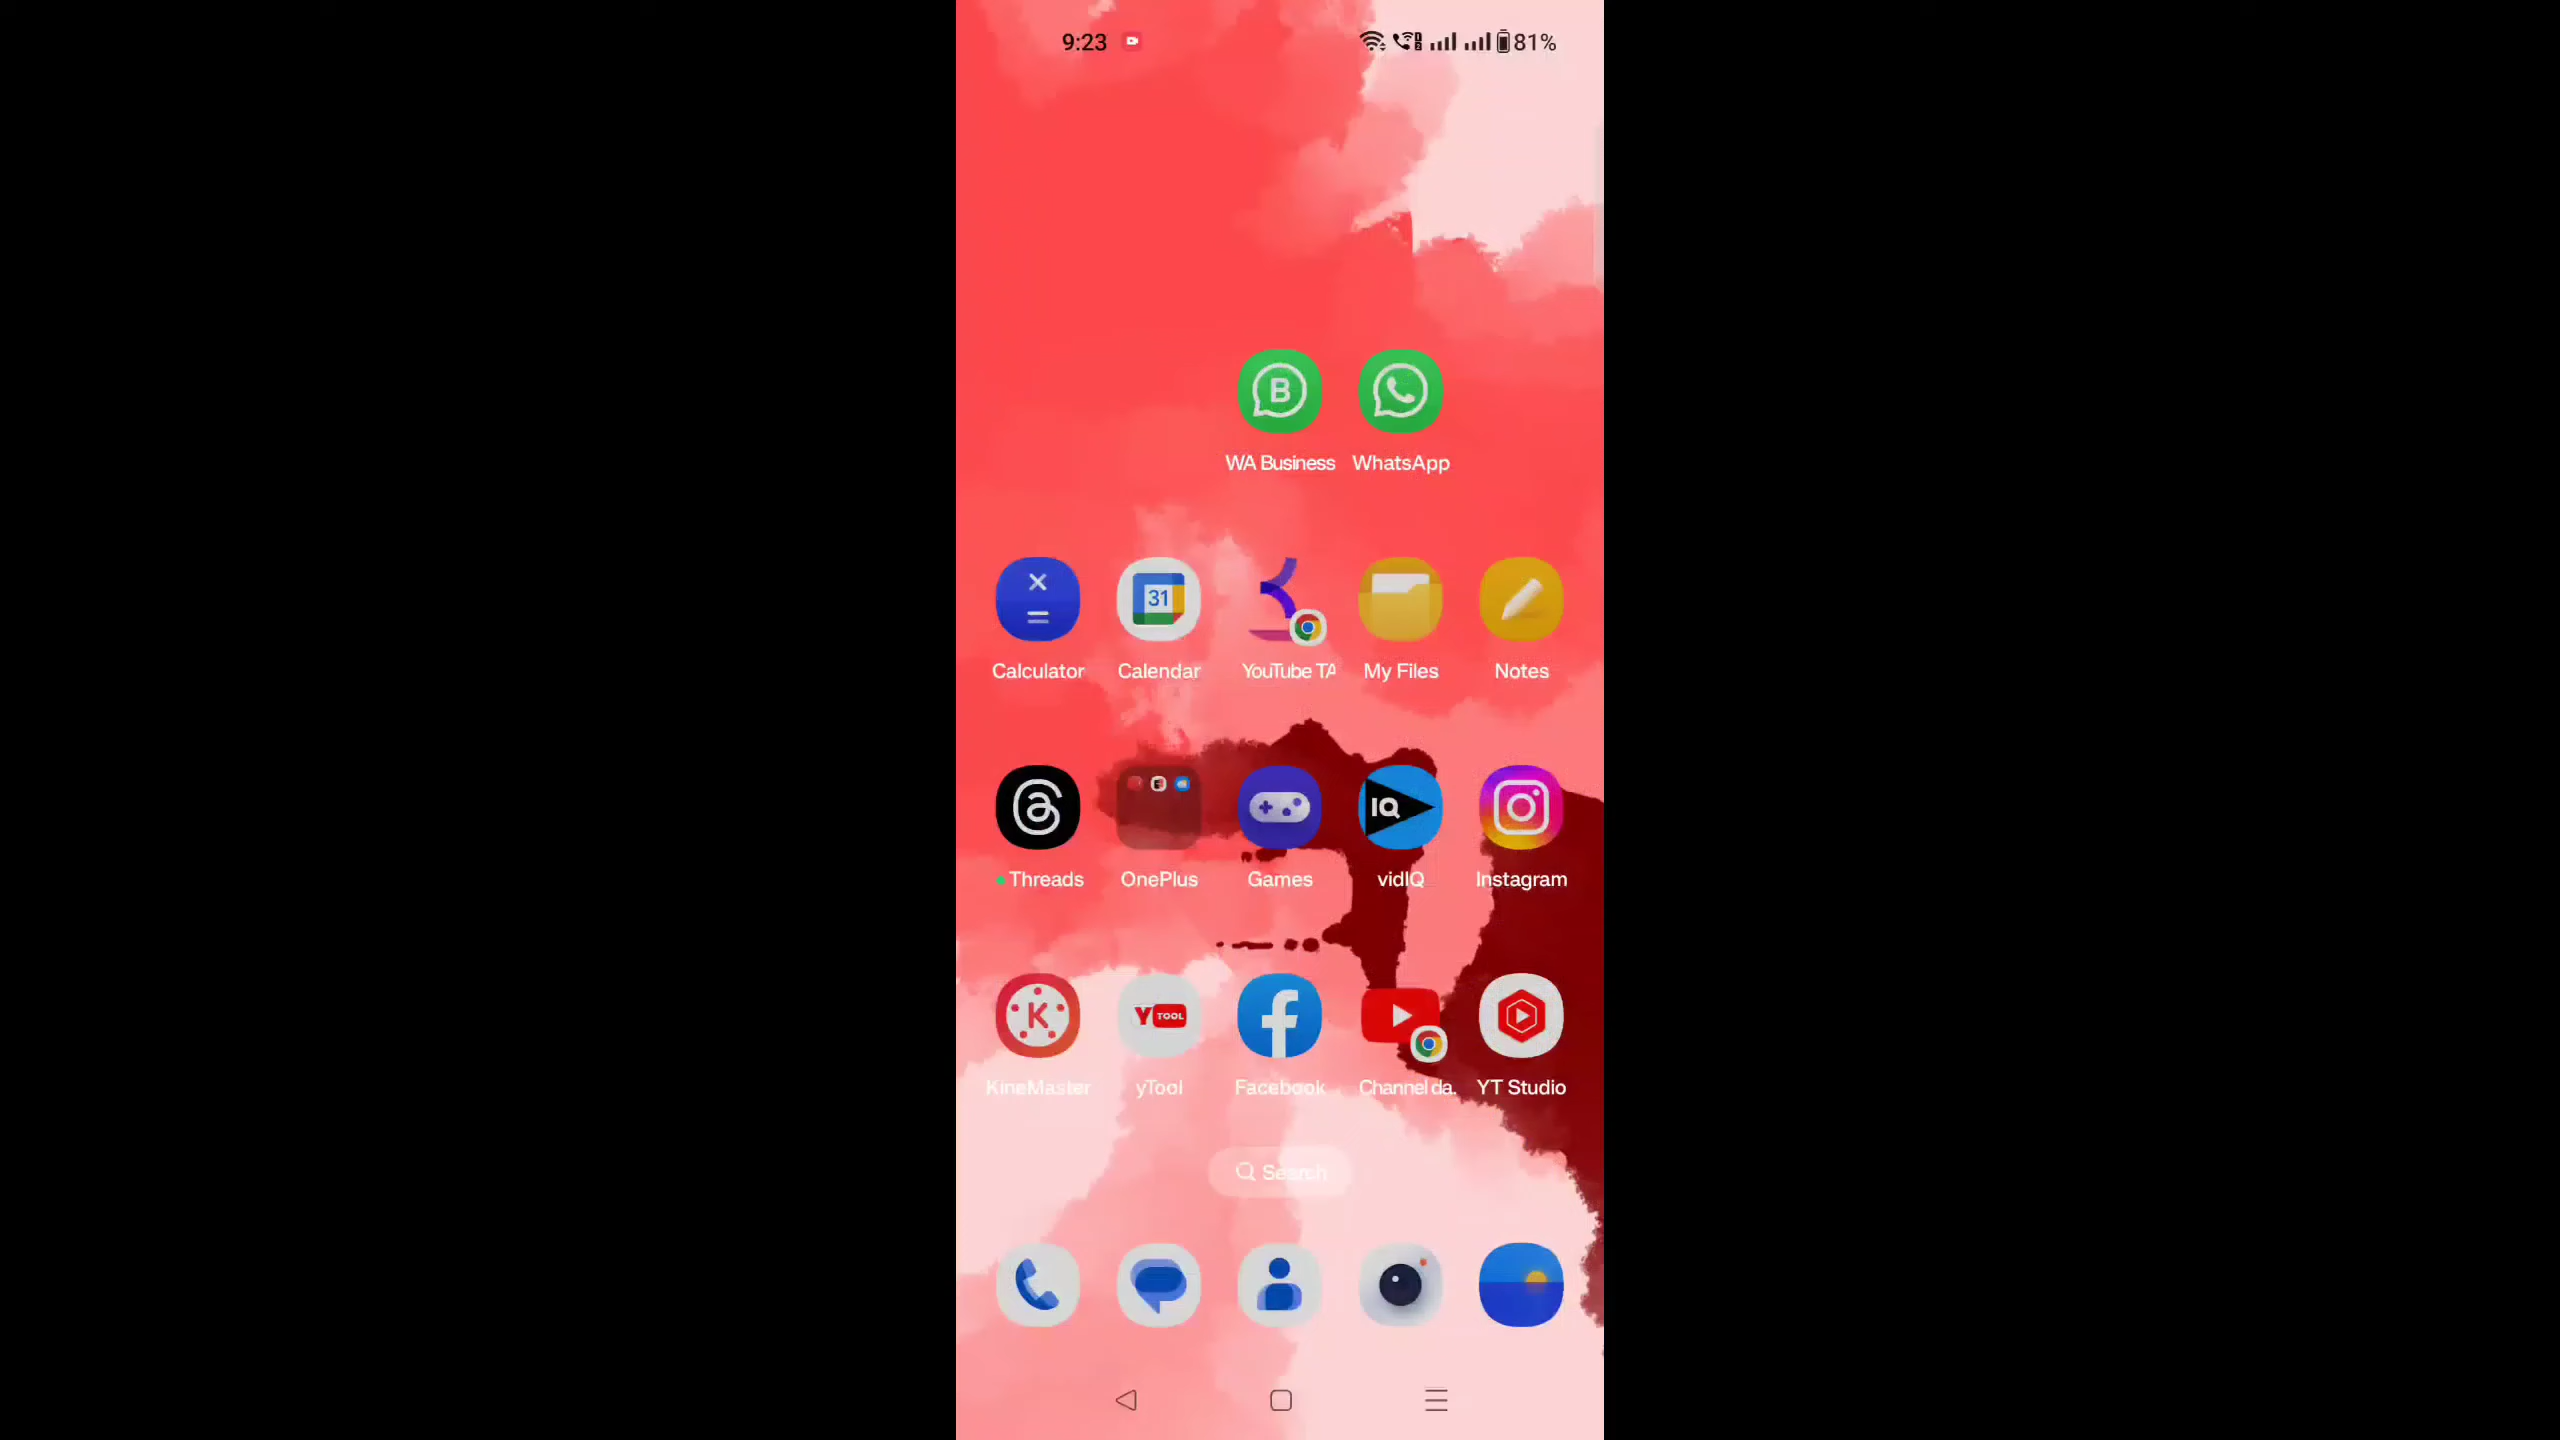 9:23 81%
B
WA Business WhatsApp
31
Calculator Calendar YouTube TA My Files Notes
IQ
Threads OnePlus Games vidIQ Instagram
K Y TOOL
KineMaster yTool Facebook Channel da. YT Studio
Search